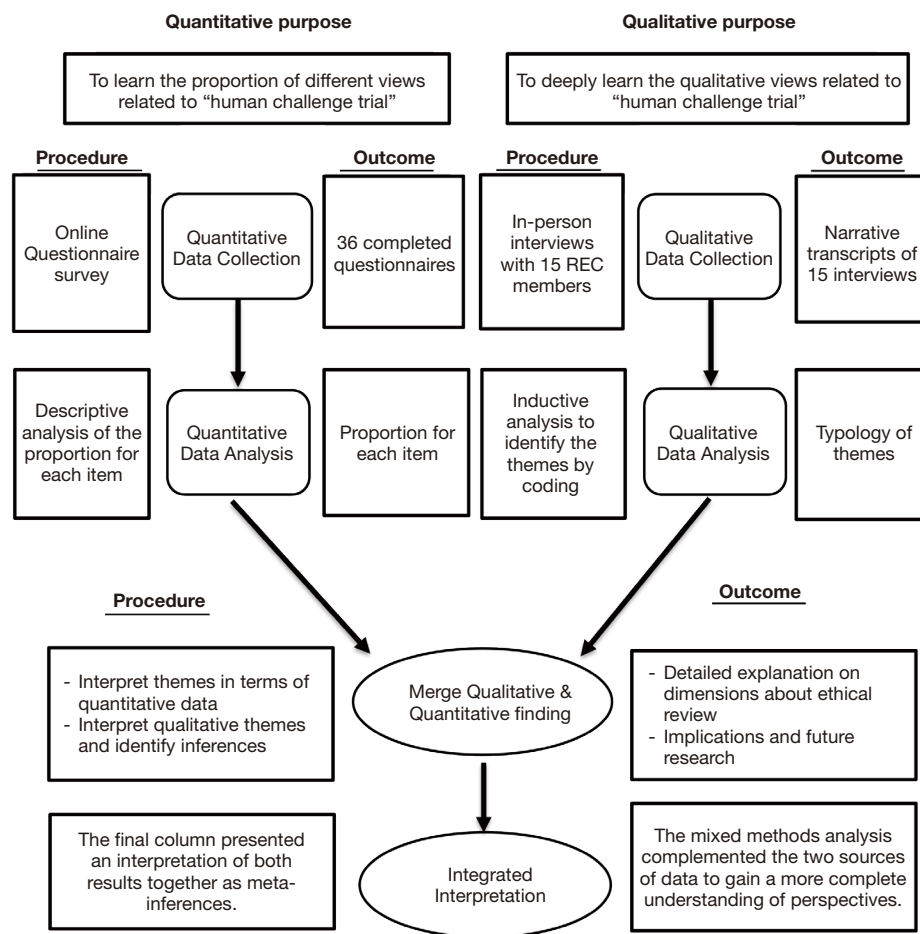 Quantitative purpose
Qualitative purpose
To learn the proportion of different views
related to “human challenge trial”
To deeply learn the qualitative views related to
“human challenge trial”
Procedure
Outcome
Procedure
Outcome
Online
Questionnaire
survey
Quantitative
Data Collection
36 completed
questionnaires
In-person
interviews
with 15 REC
members
Qualitative
Data Collection
Narrative
transcripts of
15 interviews
Descriptive
analysis of the
proportion for
each item
Quantitative
Data Analysis
Proportion for
each item
Inductive
analysis to
identify the
themes by
coding
Qualitative
Data Analysis
Typology of
themes
Procedure
Outcome
- Interpret themes in terms of
quantitative data
- Interpret qualitative themes
and identify inferences
Merge Qualitative &
Quantitative finding
- Detailed explanation on
dimensions about ethical
review
- Implications and future
research
The final column presented
an interpretation of both
results together as meta-
inferences.
Integrated
Interpretation
The mixed methods analysis
complemented the two sources
of data to gain a more complete
understanding of perspectives.